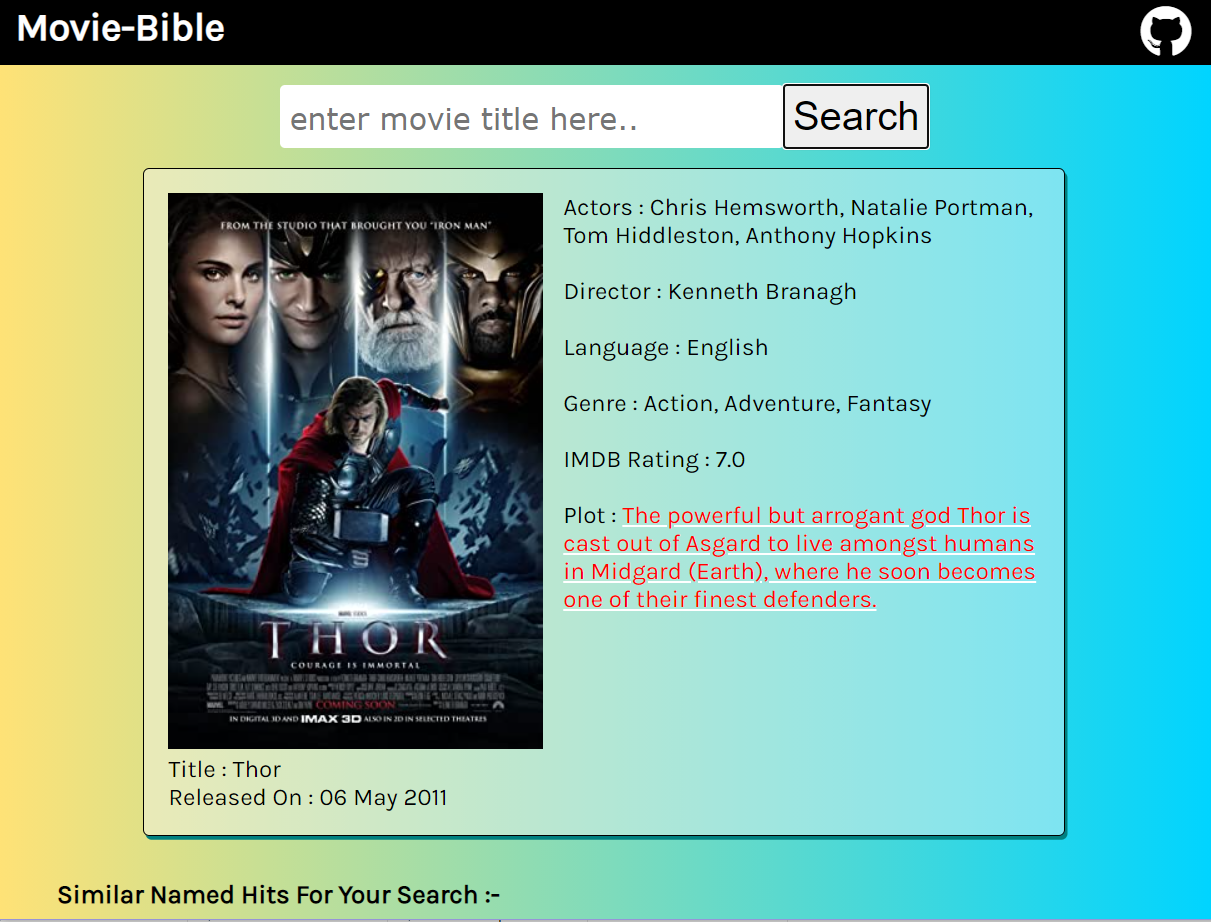 Movie-Bible
enter movie title here..
Search
FROM THE STUDIO THAT BROUGHT YOU "IRON MAN"
THOR
COURAGE IS IMMORTAL
COMING SOON
IN DIGITAL 3D AND IMAX 3D ALSO IN 2D IN SELECTED THEATRES
Title : Thor
Released On : 06 May 2011
Actors : Chris Hemsworth, Natalie Portman,
Tom Hiddleston, Anthony Hopkins
Director : Kenneth Branagh
Language : English
Genre : Action, Adventure, Fantasy
IMDB Rating : 7.0
Plot : The powerful but arrogant god Thor is
cast out of Asgard to live amongst humans
in Midgard (Earth), where he soon becomes
one of their finest defenders.
Similar Named Hits For Your Search :-